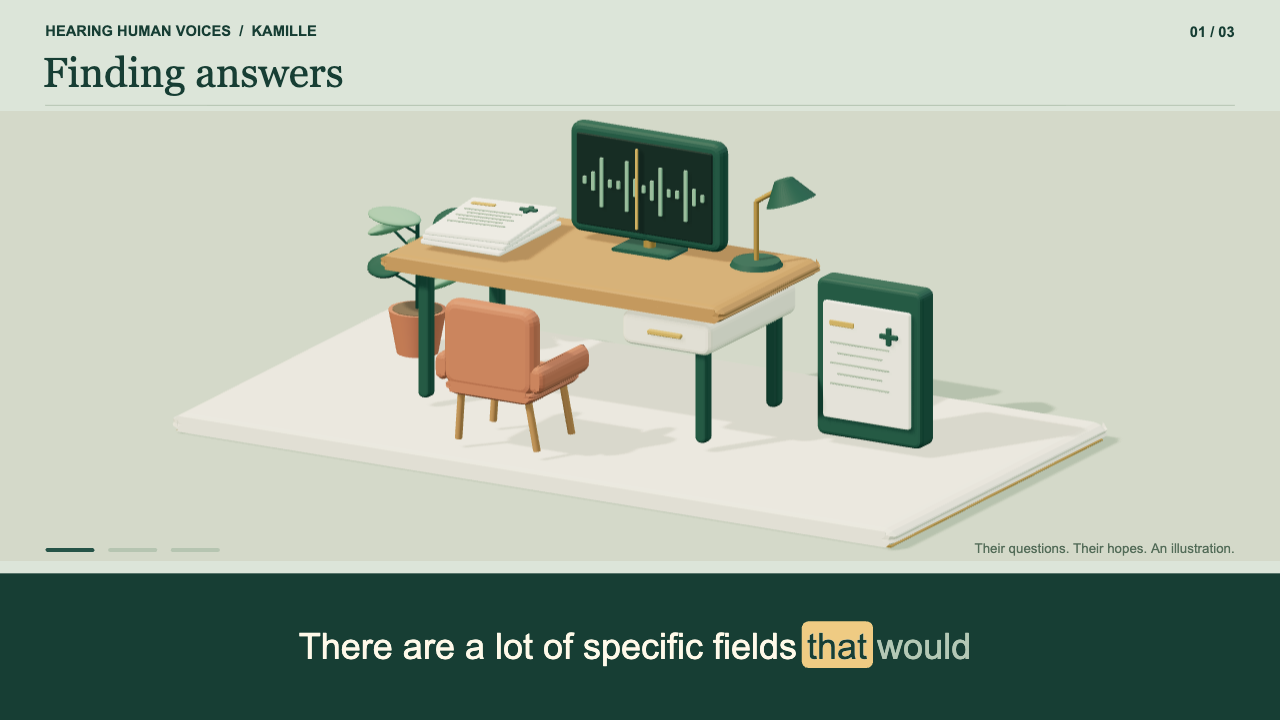 HEARING HUMAN VOICES / KAMILLE
01 / 03
Finding answers
Their questions. Their hopes. An illustration.
There are a lot of specific fields that would